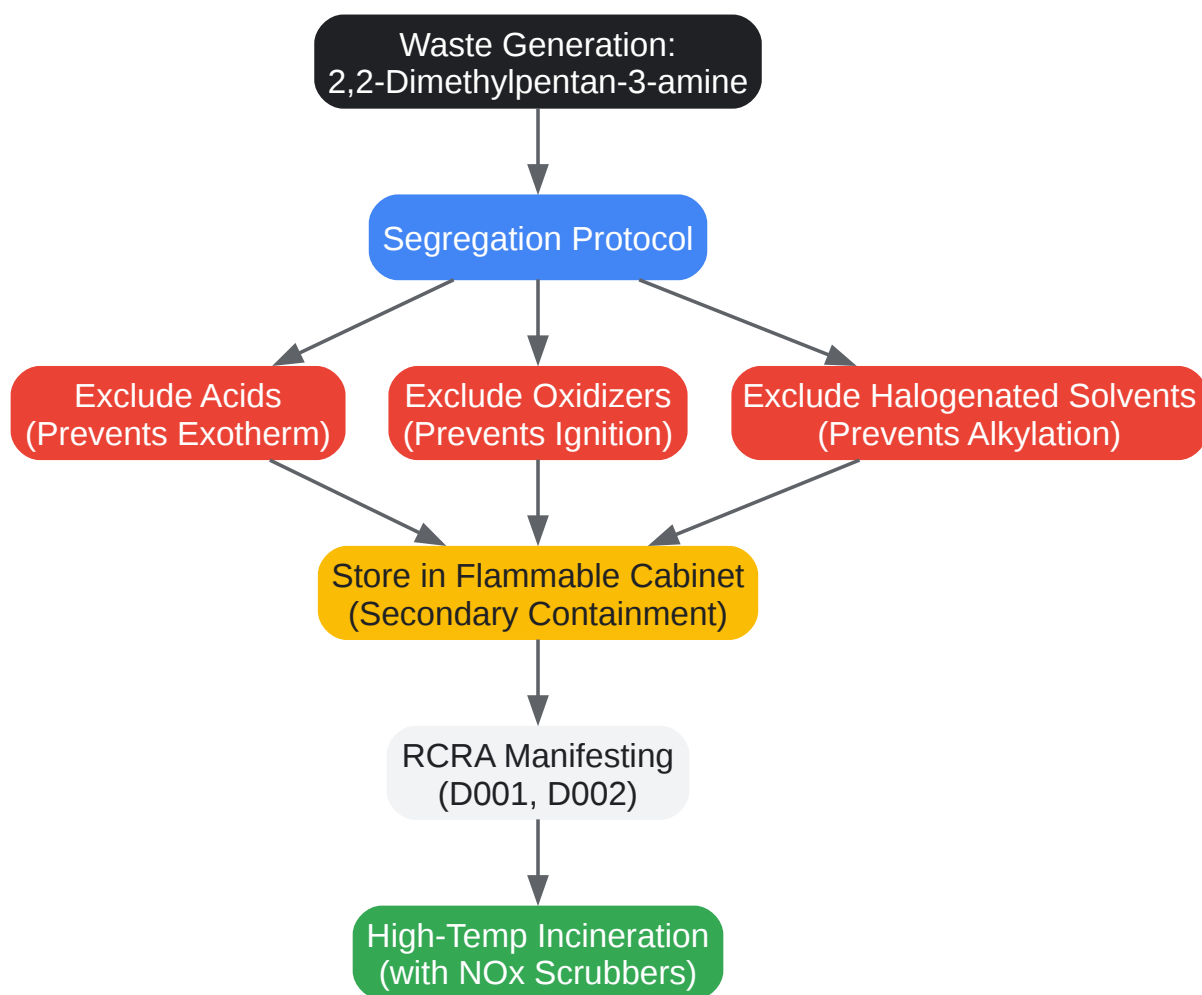 Waste Generation:
2,2-Dimethylpentan-3-amine
Segregation Protocol
Exclude Acids
(Prevents Exotherm)
Exclude Oxidizers
(Prevents Ignition)
Exclude Halogenated Solvents
(Prevents Alkylation)
Store in Flammable Cabinet
(Secondary Containment)
RCRA Manifesting
(D001, D002)
High-Temp Incineration
(with NOx Scrubbers)